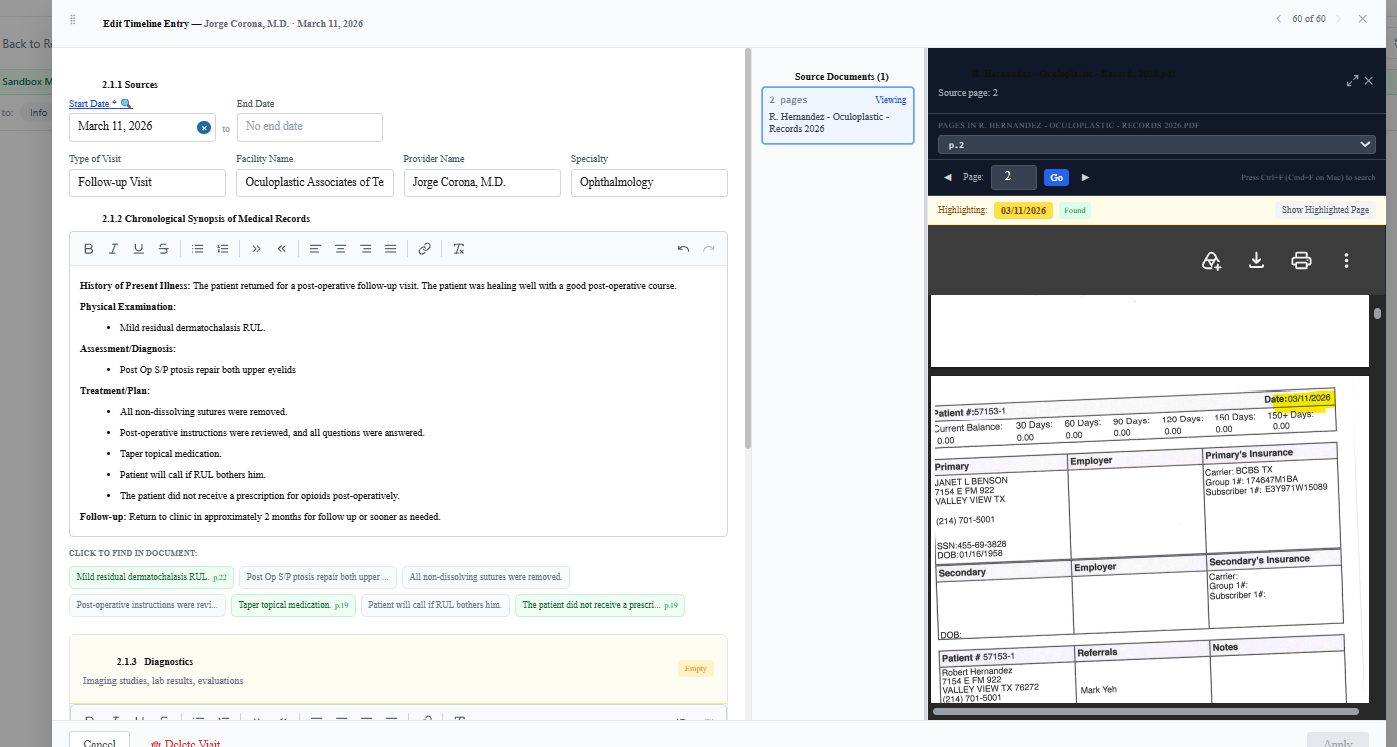 Edit Timeline Entry — Jorge Corona, M.D. · March 11, 2026
60 of 60
Back to R
Sandbox M
to: Info
2.1.1 Sources
Start Date *
End Date
March 11, 2026
to
No end date
Type of Visit
Facility Name
Provider Name
Specialty
Follow-up Visit
Oculoplastic Associates of Te
Jorge Corona, M.D.
Ophthalmology
2.1.2 Chronological Synopsis of Medical Records
History of Present Illness: The patient returned for a post-operative follow-up visit. The patient was healing well with a good post-operative course.
Physical Examination:
• Mild residual dermatochalasis RUL.
Assessment/Diagnosis:
• Post Op S/P ptosis repair both upper eyelids
Treatment/Plan:
• All non-dissolving sutures were removed.
• Post-operative instructions were reviewed, and all questions were answered.
• Taper topical medication.
• Patient will call if RUL bothers him.
• The patient did not receive a prescription for opioids post-operatively.
Follow-up: Return to clinic in approximately 2 months for follow up or sooner as needed.
CLICK TO FIND IN DOCUMENT:
Mild residual dermatochalasis RUL. p.22
Post Op S/P ptosis repair both upper ...
All non-dissolving sutures were removed.
Post-operative instructions were revi...
Taper topical medication. p.19
Patient will call if RUL bothers him.
The patient did not receive a prescri... p.19
2.1.3 Diagnostics
Empty
Imaging studies, lab results, evaluations
Cancel
Delete Visit
Apply
Source Documents (1)
2 pages
Viewing
R. Hernandez - Oculoplastic -
Records 2026
R. Hernandez - Oculoplastic - Records 2026.pdf
Source page: 2
PAGES IN R. HERNANDEZ - OCULOPLASTIC - RECORDS 2026.PDF
p.2
Page: 2 Go
Press Ctrl+F (Cmd+F on Mac) to search
Highlighting: 03/11/2026 Found
Show Highlighted Page
Patient #:57153-1
Date:03/11/2026
Current Balance: 30 Days: 60 Days: 90 Days: 120 Days: 150 Days: 150+ Days:
0.00 0.00 0.00 0.00 0.00 0.00 0.00
Primary
Employer
Primary's Insurance
JANET L BENSON
7154 E FM 922
VALLEY VIEW TX
(214) 701-5001
SSN:455-69-3828
DOB:01/16/1958
Carrier: BCBS TX
Group 1#: 174647M1BA
Subscriber 1#: E3Y971W15089
Secondary
Employer
Secondary's Insurance
Carrier:
Group 1#:
Subscriber 1#:
DOB:
Patient # 57153-1
Referrals
Notes
Robert Hernandez
7154 E FM 922
VALLEY VIEW TX 76272
(214) 701-5001
Mark Yeh